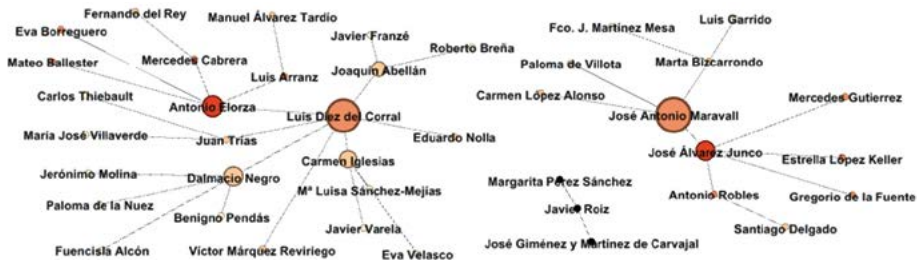 Fernando del Rey
Manuel Álvarez Tardio
Luis Garrido
Eva Borreguero
Javier Franzé
Fco. J. Martínez Mesa
Roberto Breña
Mateo Ballester
Mercedes Cabrera
Paloma de Villota
Marta Bizcarrondo
Luis Arranz
Joaquín Abellán
Carlos Thiebault
Antonio Elorza
Carmen López Alonso
Mercedes Gutierrez
Luis Díez del Corral
José Antonio Maravall
María José Villaverde
Juan Trías
Eduardo Nolla
José Álvarez Junco
Carmen Iglesias
Estrella López Keller
Jerónimo Molina
Dalmacio Negro
Margarita Pérez Sánchez
Mª Luisa Sánchez-Mejías
Antonio Robles
Gregorio de la Fuente
Paloma de la Nuez
Javier Roiz
Benigno Pendás
Javier Varela
Santiago Delgado
José Giménez y Martínez de Carvajal
Fuencisla Alcón
Víctor Márquez Reviriego
Eva Velasco